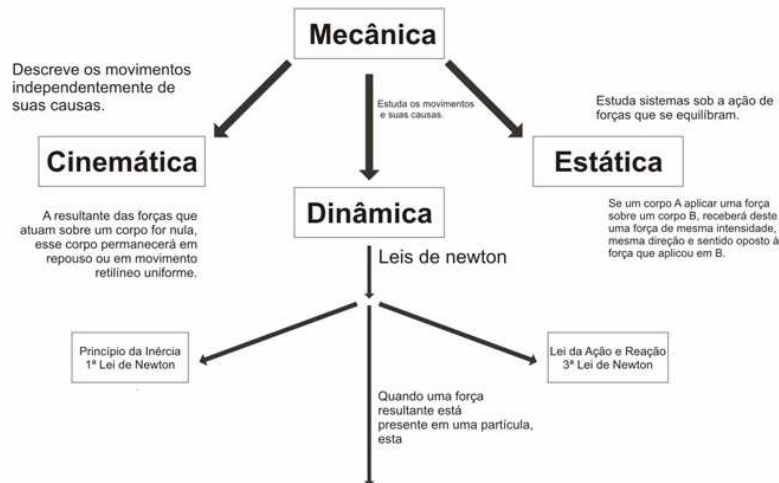 Mecânica
Descreve os movimentos
independentemente de
suas causas.
Estuda os movimentos
e suas causas.
Estuda sistemas sob a ação de
forças que se equilíbram.
Cinemática
Dinâmica
Estática
A resultante das forças que
atuam sobre um corpo for nula,
esse corpo permanecerá em
repouso ou em movimento
retilíneo uniforme.
Se um corpo A aplicar uma força
sobre um corpo B, receberá deste
uma força de mesma intensidade,
mesma direção e sentido oposto à
força que aplicou em B.
Leis de newton
Princípio da Inércia
1ª Lei de Newton
Lei da Ação e Reação
3ª Lei de Newton
Quando uma força
resultante está
presente em uma partícula,
esta